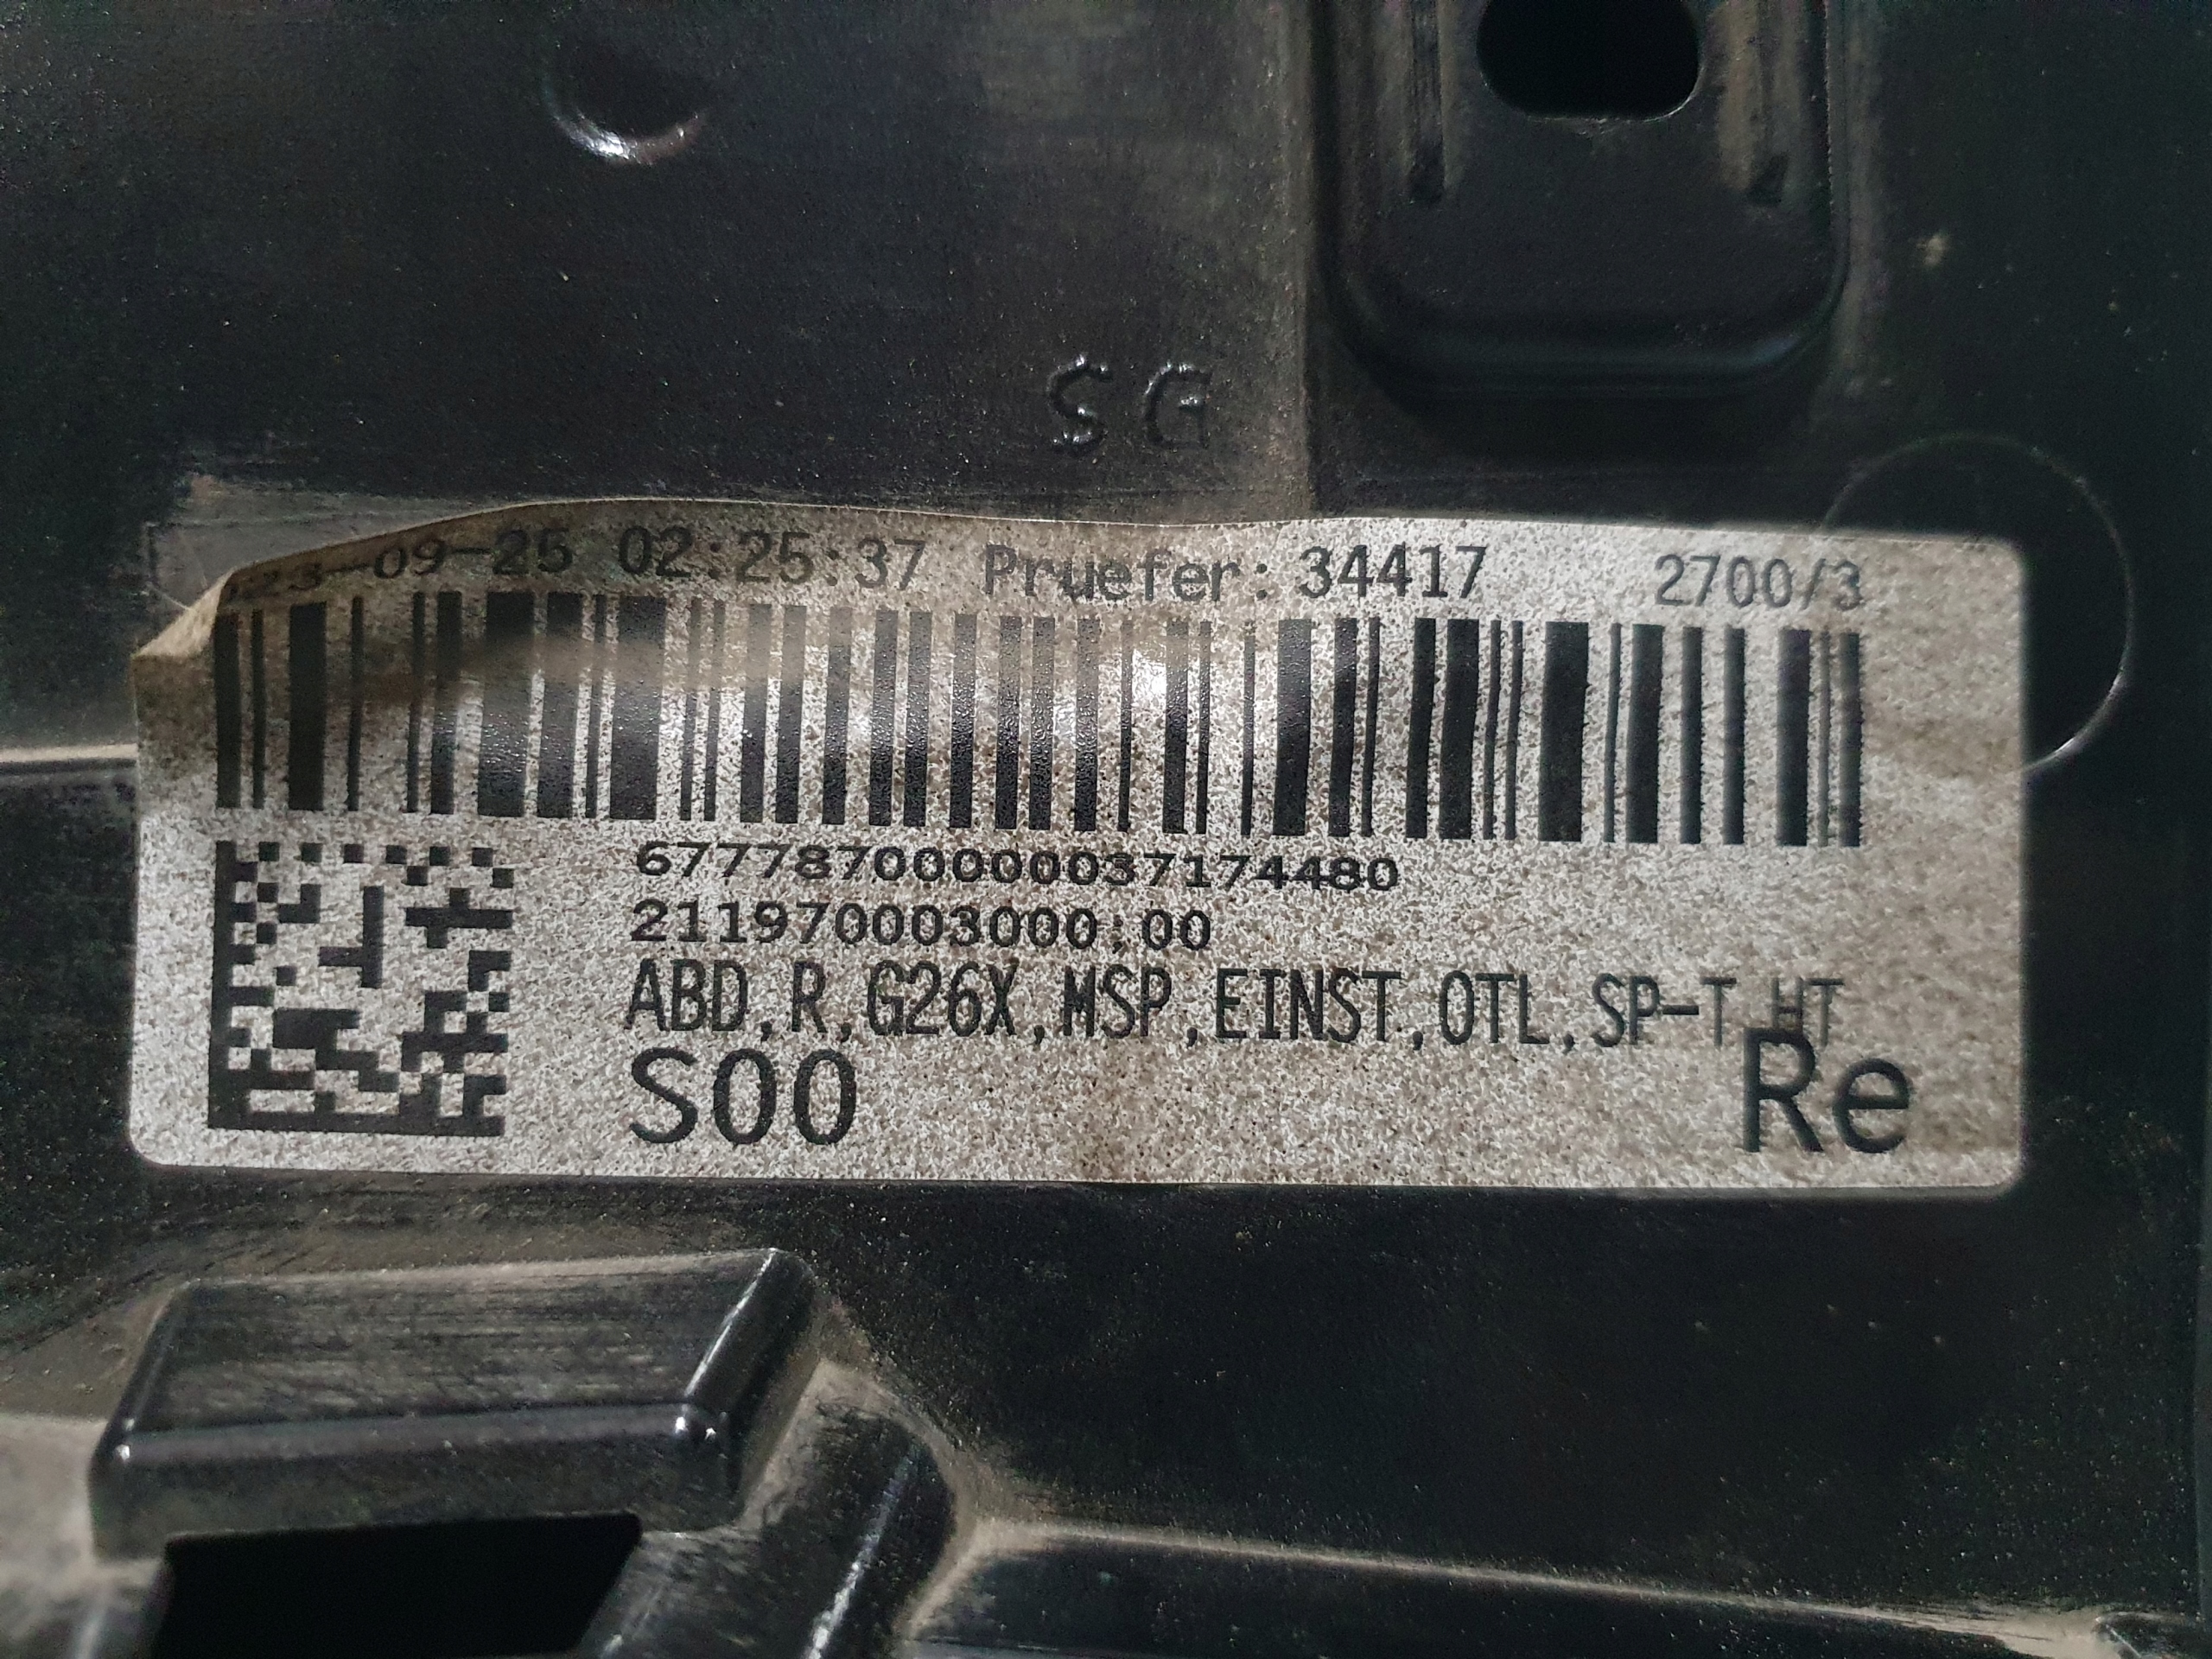 SG
23-09-25 02:25:37 Pruefer: 34417 2700/3
67778700000037174480
211970003000;00
ABD,R,G26X,MSP,EINST,OTL,SP-T,HT
S00 Re